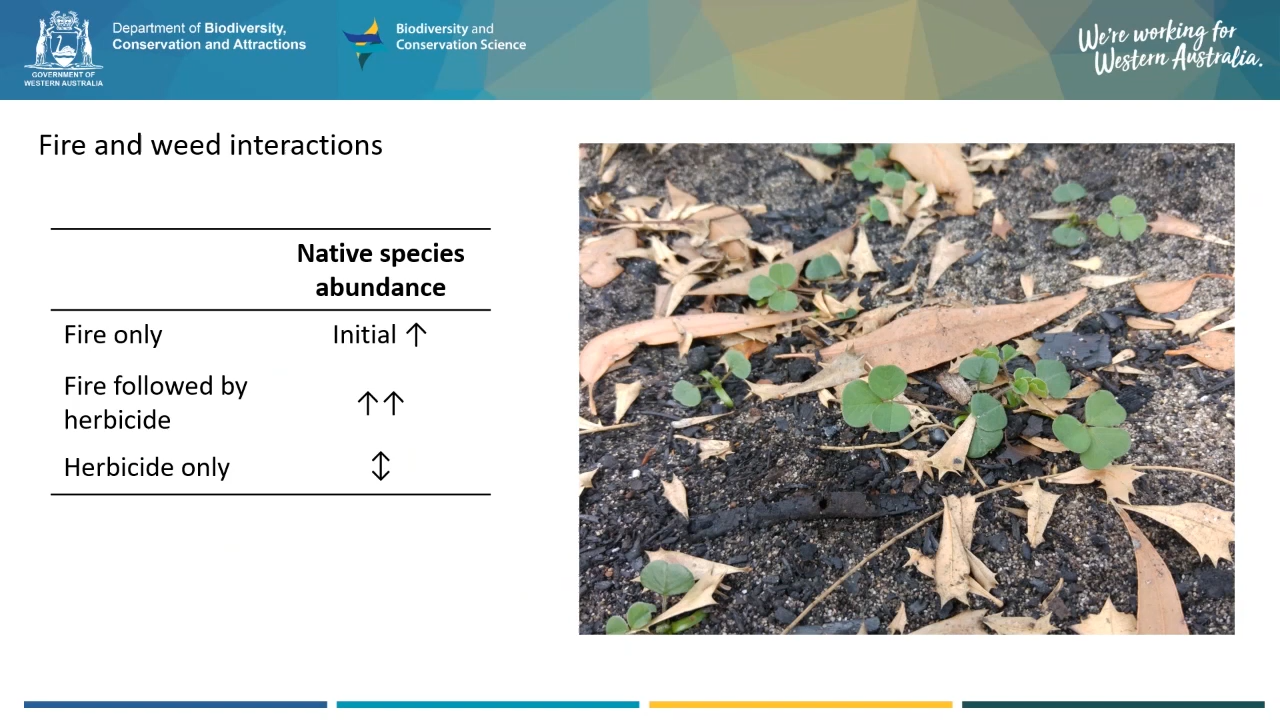 Department of Biodiversity,
Conservation and Attractions
GOVERNMENT OF
WESTERN AUSTRALIA
Biodiversity and
Conservation Science
We're working for
Western Australia.
Fire and weed interactions
Native species
abundance
Fire only Initial ↑
Fire followed by
herbicide ↑↑
Herbicide only ↕